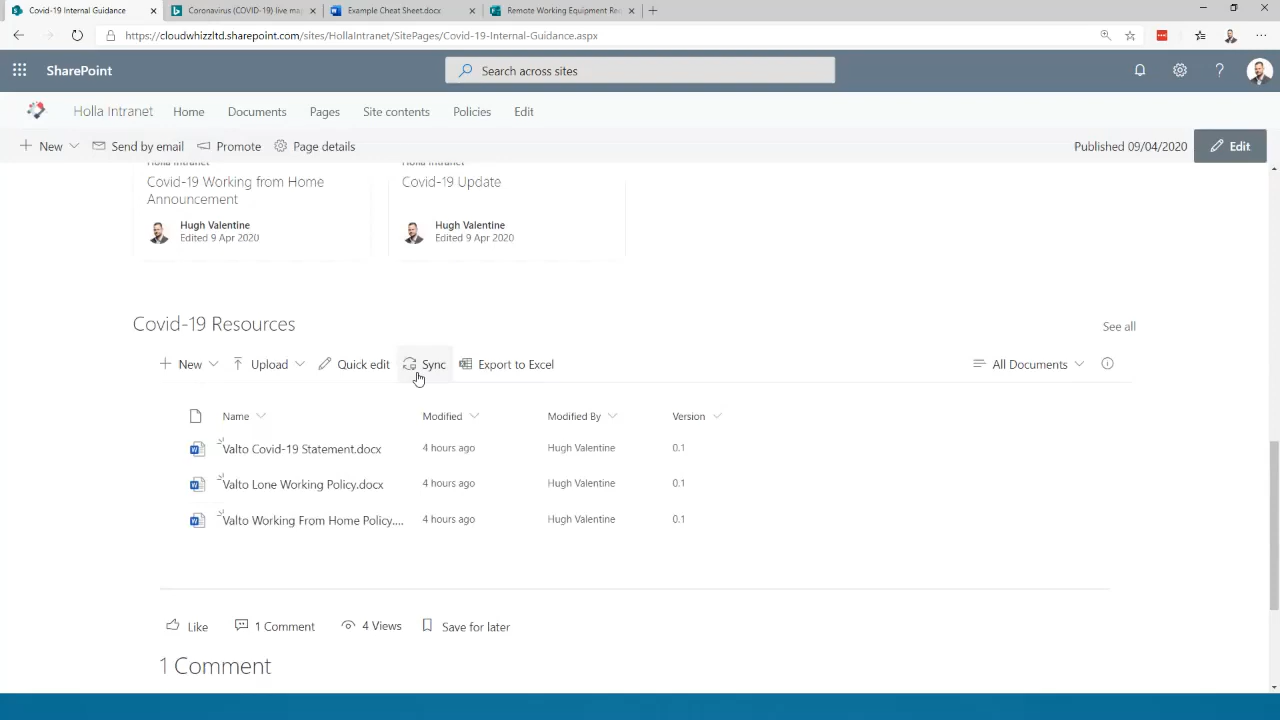 Covid-19 Internal Guidance
Coronavirus (COVID-19) live ma
Example Cheat Sheet.docx
Remote Working Equipment Re
https://cloudwhizzltd.sharepoint.com/sites/HollaIntranet/SitePages/Covid-19-Internal-Guidance.aspx
SharePoint
Search across sites
Holla Intranet Home Documents Pages Site contents Policies Edit
New Send by email Promote Page details Published 09/04/2020 Edit
Holla Intranet Holla Intranet
Covid-19 Working from Home
Announcement
Hugh Valentine
Edited 9 Apr 2020
Covid-19 Update
Hugh Valentine
Edited 9 Apr 2020
Covid-19 Resources See all
New Upload Quick edit Sync Export to Excel All Documents
Name Modified Modified By Version
Valto Covid-19 Statement.docx 4 hours ago Hugh Valentine 0.1
Valto Lone Working Policy.docx 4 hours ago Hugh Valentine 0.1
Valto Working From Home Policy.... 4 hours ago Hugh Valentine 0.1
Like 1 Comment 4 Views Save for later
1 Comment